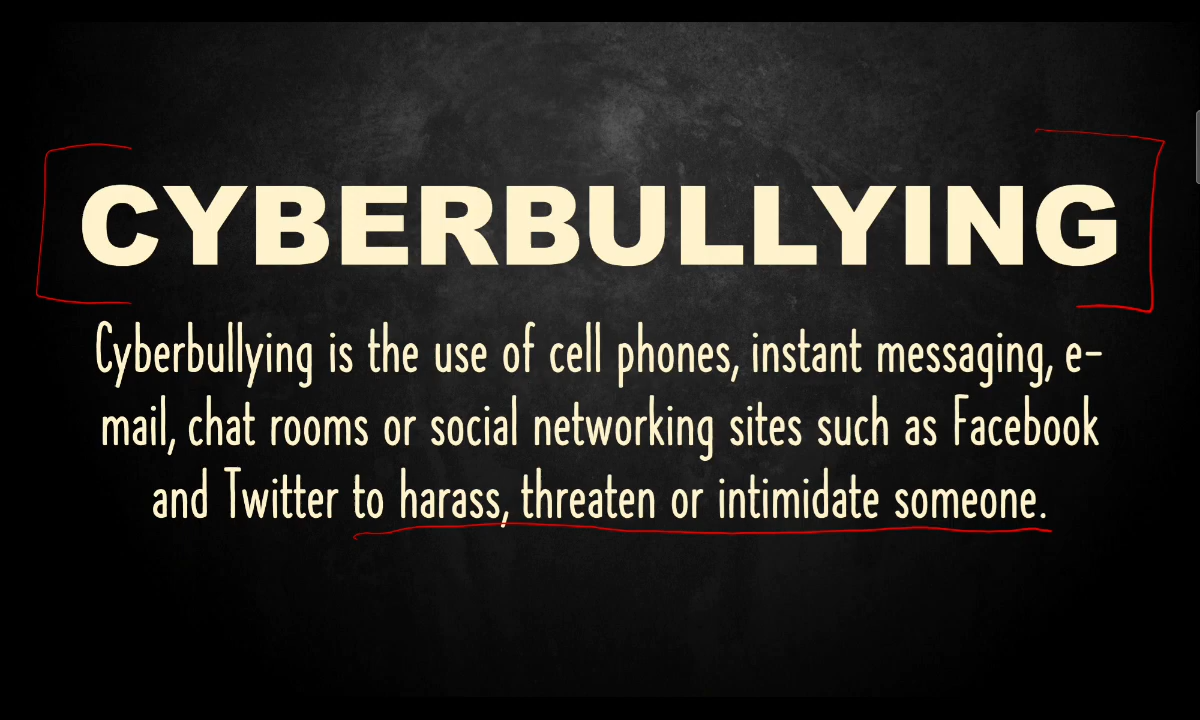 CYBERBULLYING
Cyberbullying is the use of cell phones, instant messaging, e-
mail, chat rooms or social networking sites such as Facebook
and Twitter to harass, threaten or intimidate someone.